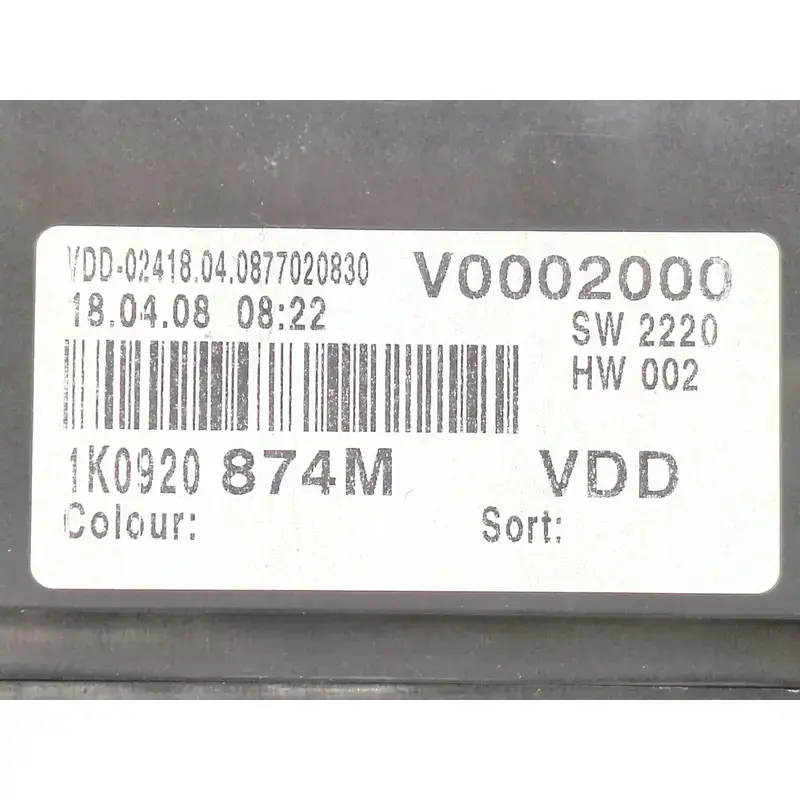 VDD-02418.04.0877020830
V0002000
18.04.08 08:22
SW 2220
HW 002
1K0920 874M VDD
Colour: Sort: